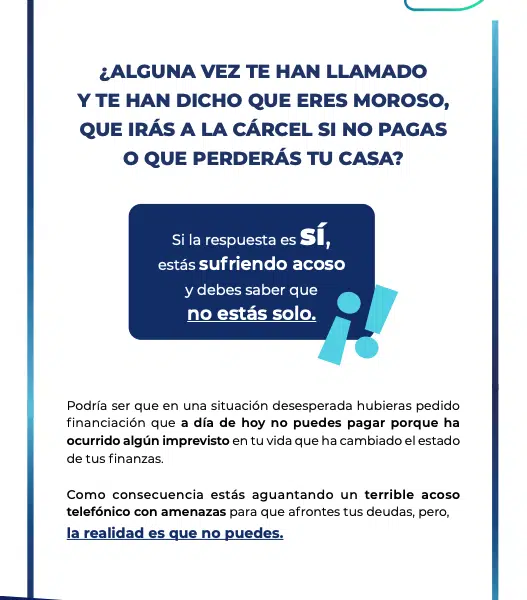 ¿ALGUNA VEZ TE HAN LLAMADO
Y TE HAN DICHO QUE ERES MOROSO,
QUE IRÁS A LA CÁRCEL SI NO PAGAS
O QUE PERDERÁS TU CASA?
Si la respuesta es SÍ,
estás sufriendo acoso
y debes saber que
no estás solo.
¡!
Podría ser que en una situación desesperada hubieras pedido
financiación que a día de hoy no puedes pagar porque ha
ocurrido algún imprevisto en tu vida que ha cambiado el estado
de tus finanzas.
Como consecuencia estás aguantando un terrible acoso
telefónico con amenazas para que afrontes tus deudas, pero,
la realidad es que no puedes.